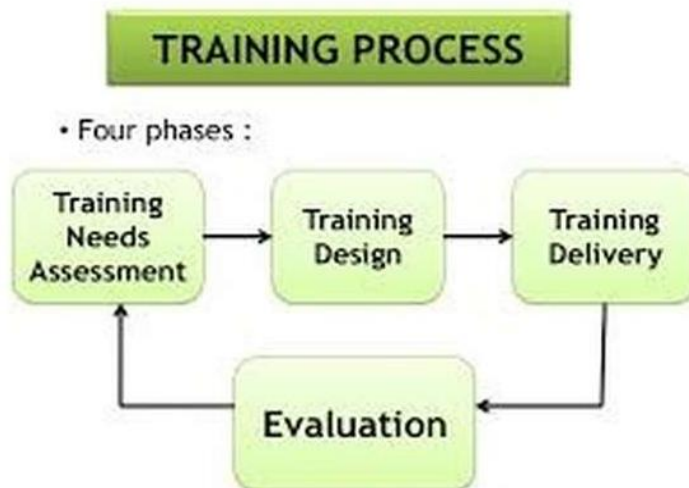 TRAINING PROCESS
• Four phases :
Training
Needs
Assessment
Training
Design
Training
Delivery
Evaluation